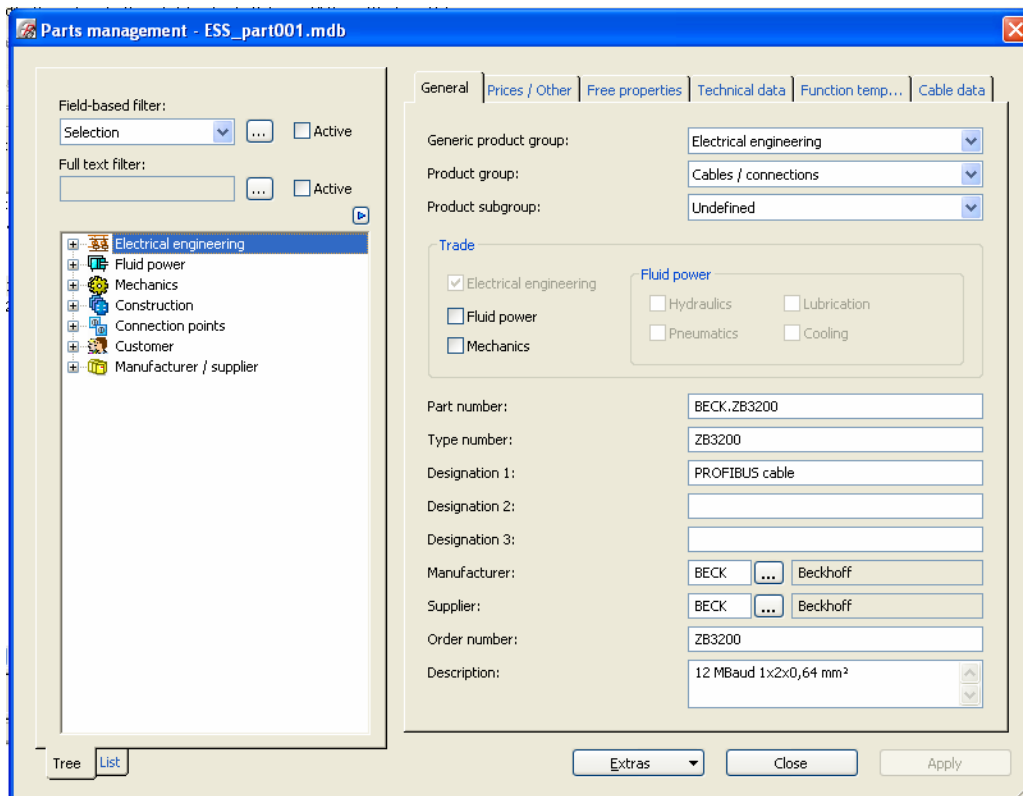 Parts management - ESS_part001.mdb
Field-based filter:
Selection
...
Active
Full text filter:
...
Active
Electrical engineering
Fluid power
Mechanics
Construction
Connection points
Customer
Manufacturer / supplier
Tree
List
General
Prices / Other
Free properties
Technical data
Function temp...
Cable data
Generic product group:
Electrical engineering
Product group:
Cables / connections
Product subgroup:
Undefined
Trade
Electrical engineering
Fluid power
Mechanics
Fluid power
Hydraulics
Lubrication
Pneumatics
Cooling
Part number:
BECK.ZB3200
Type number:
ZB3200
Designation 1:
PROFIBUS cable
Designation 2:
Designation 3:
Manufacturer:
BECK
...
Beckhoff
Supplier:
BECK
...
Beckhoff
Order number:
ZB3200
Description:
12 MBaud 1x2x0,64 mm²
Extras
Close
Apply